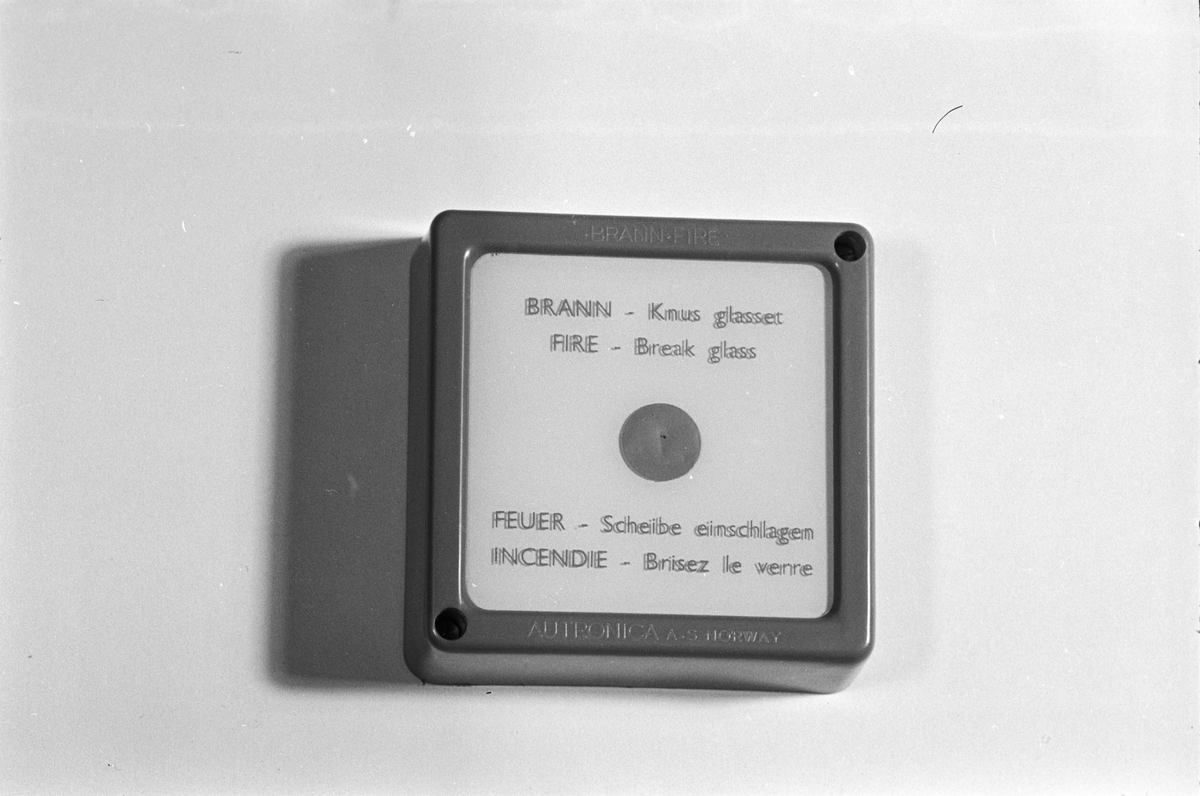 ·BRANN·FIRE
BRANN - Knus glasset
FIRE - Break glass
FEUER - Scheibe einschlagen
INCENDIE - Brisez le verre
AUTRONICA A-S NORWAY